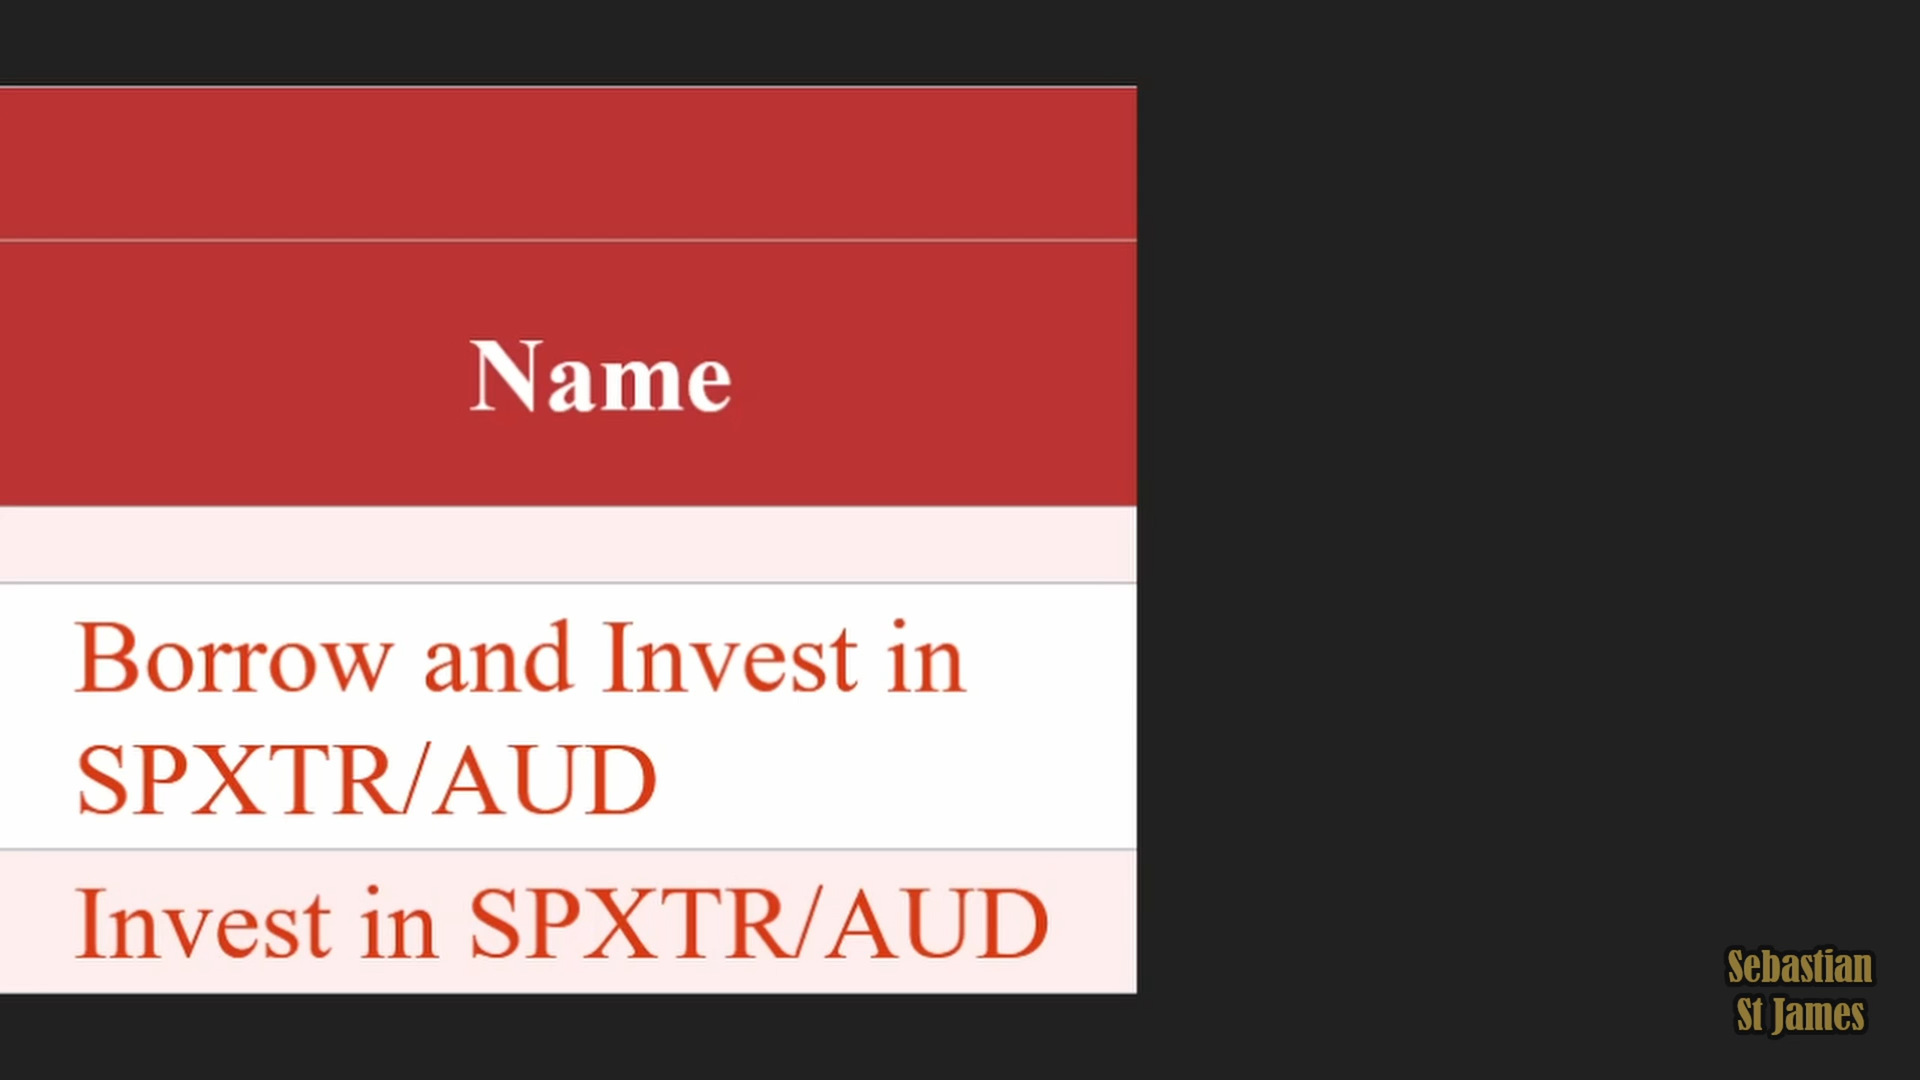 Name
Borrow and Invest in
SPXTR/AUD
Invest in SPXTR/AUD
Sebastian
St James